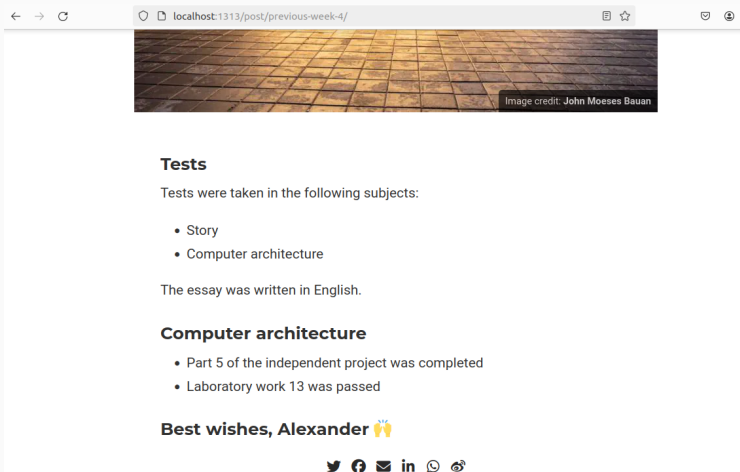 localhost:1313/post/previous-week-4/
Image credit: John Moeses Bauan
Tests
Tests were taken in the following subjects:
• Story
• Computer architecture
The essay was written in English.
Computer architecture
• Part 5 of the independent project was completed
• Laboratory work 13 was passed
Best wishes, Alexander 🙌